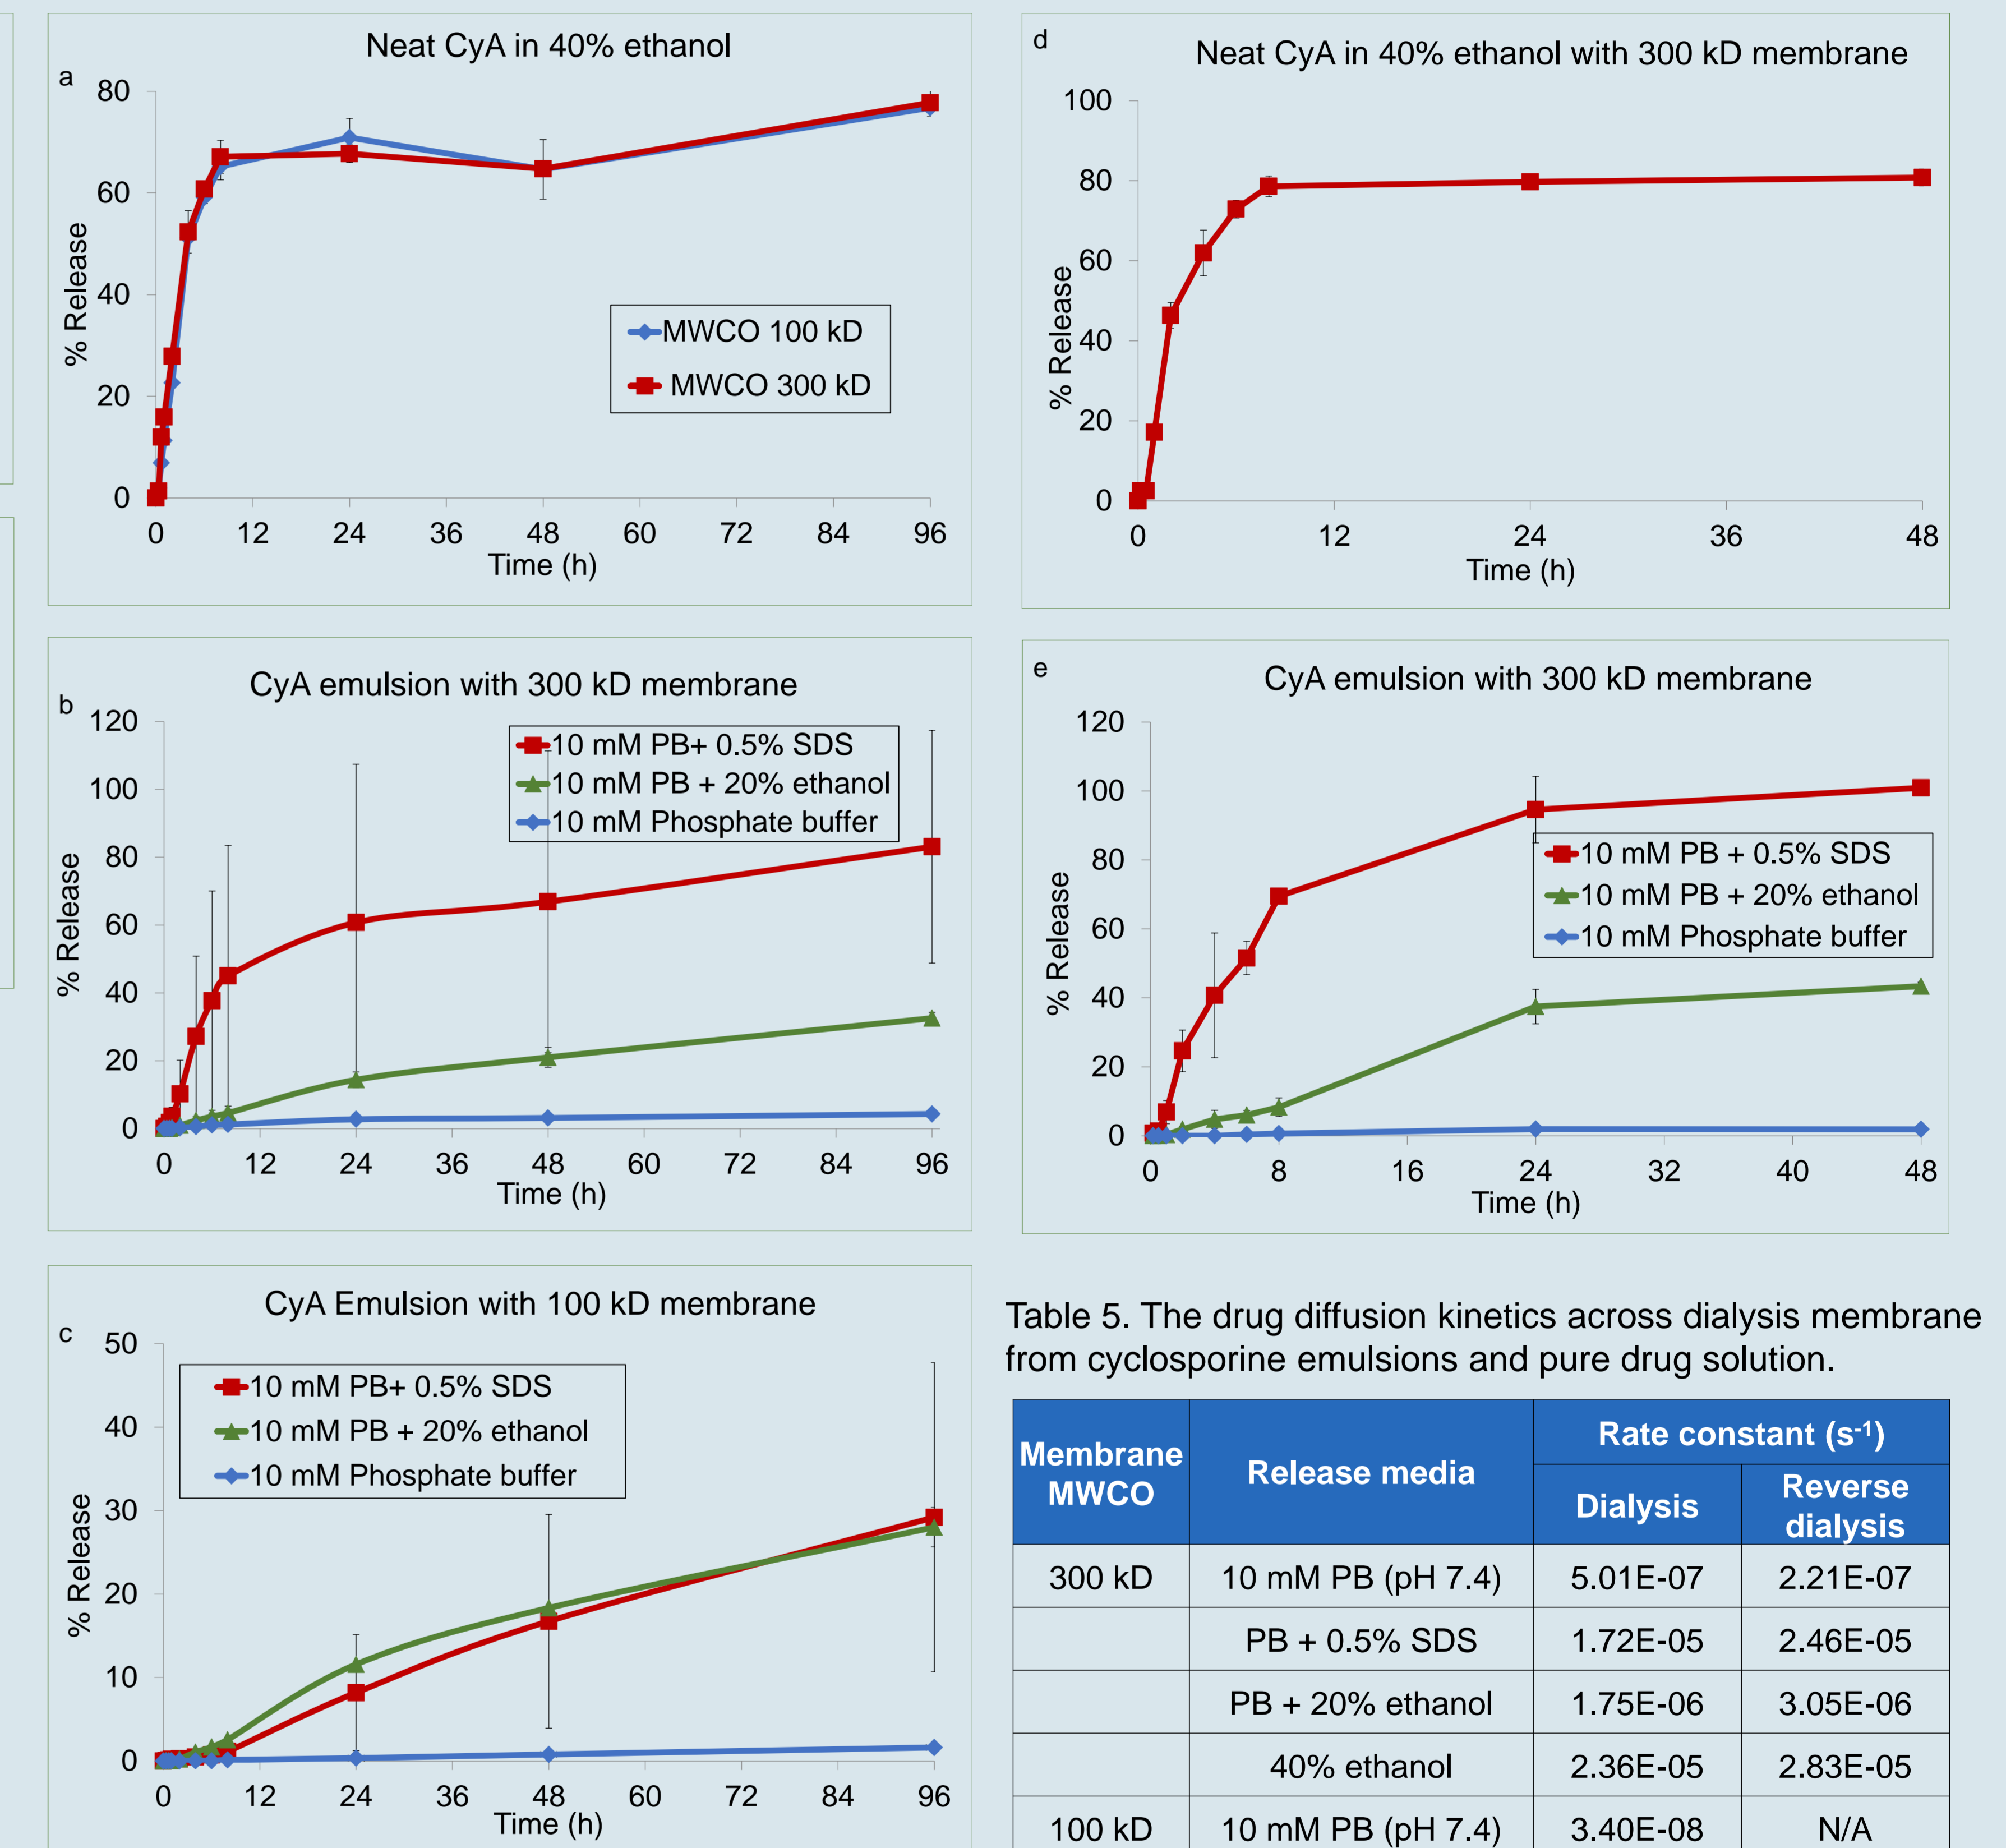 Neat CyA in 40% ethanol
a
80
60
40
20
0
% Release
MWCO 100 kD
MWCO 300 kD
0 12 24 36 48 60 72 84 96
Time (h)
CyA emulsion with 300 kD membrane
b
120
100
80
60
40
20
0
% Release
10 mM PB+ 0.5% SDS
10 mM PB + 20% ethanol
10 mM Phosphate buffer
0 12 24 36 48 60 72 84 96
Time (h)
CyA Emulsion with 100 kD membrane
c
50
40
30
20
10
0
% Release
10 mM PB+ 0.5% SDS
10 mM PB + 20% ethanol
10 mM Phosphate buffer
0 12 24 36 48 60 72 84 96
Time (h)
d
Neat CyA in 40% ethanol with 300 kD membrane
100
80
60
40
20
0
% Release
0 12 24 36 48
Time (h)
e
CyA emulsion with 300 kD membrane
120
100
80
60
40
20
0
% Release
10 mM PB + 0.5% SDS
10 mM PB + 20% ethanol
10 mM Phosphate buffer
0 8 16 24 32 40 48
Time (h)
Table 5. The drug diffusion kinetics across dialysis membrane
from cyclosporine emulsions and pure drug solution.
Membrane MWCO Release media Rate constant (s-1)
Dialysis Reverse dialysis
300 kD 10 mM PB (pH 7.4) 5.01E-07 2.21E-07
PB + 0.5% SDS 1.72E-05 2.46E-05
PB + 20% ethanol 1.75E-06 3.05E-06
40% ethanol 2.36E-05 2.83E-05
100 kD 10 mM PB (pH 7.4) 3.40E-08 N/A